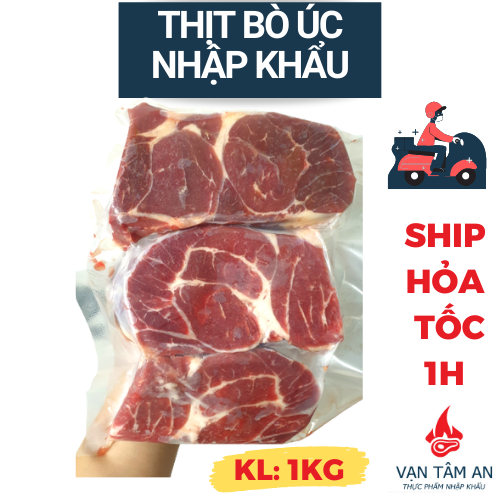 THỊT BÒ ÚC
NHẬP KHẨU
SHIP
HỎA
TỐC
1H
KL: 1KG
VẠN TÂM AN
THỰC PHẨM NHẬP KHẨU